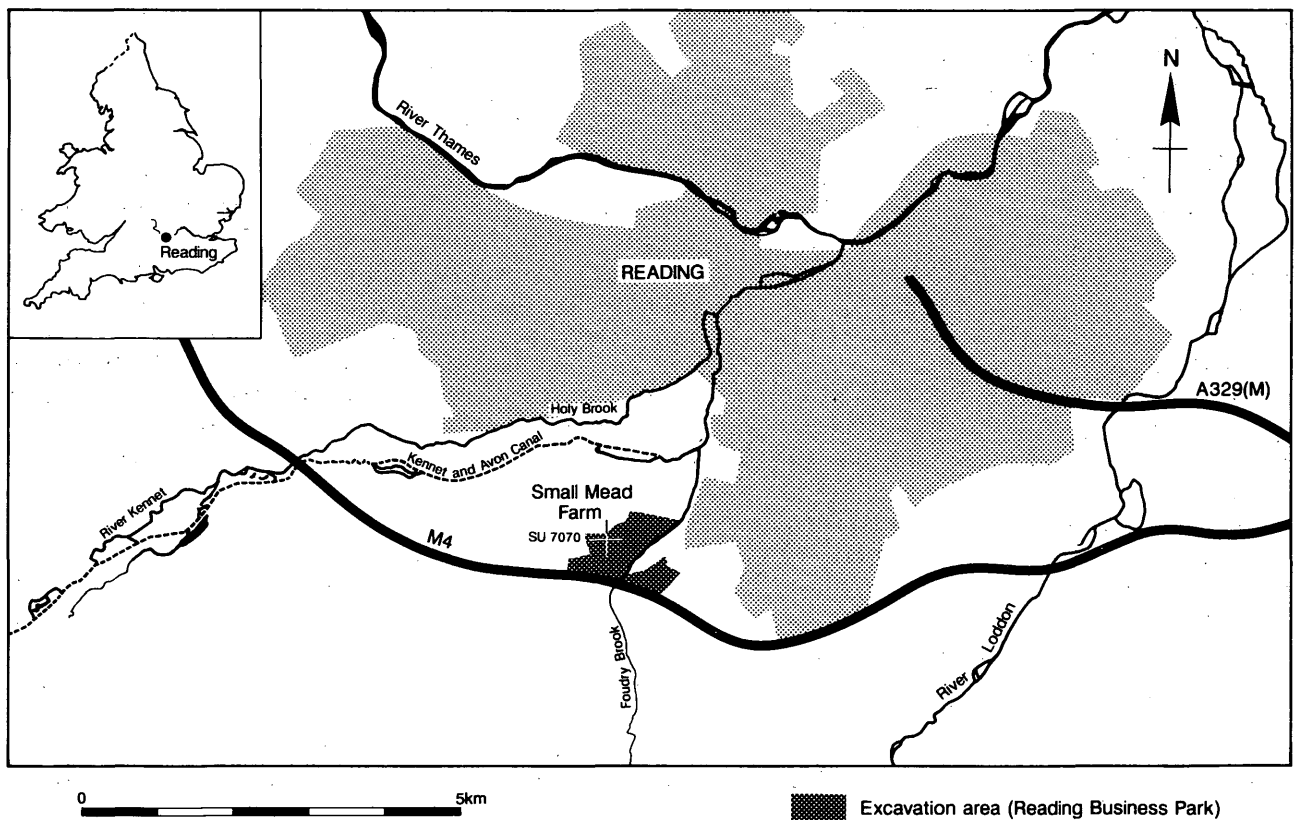 N
River Thames
Reading
READING
A329(M)
Holy Brook
Kennet and Avon Canal
Small Mead
Farm
River Kennet
SU 7070
M4
River Loddon
Foudry Brook
0 5km
Excavation area (Reading Business Park)